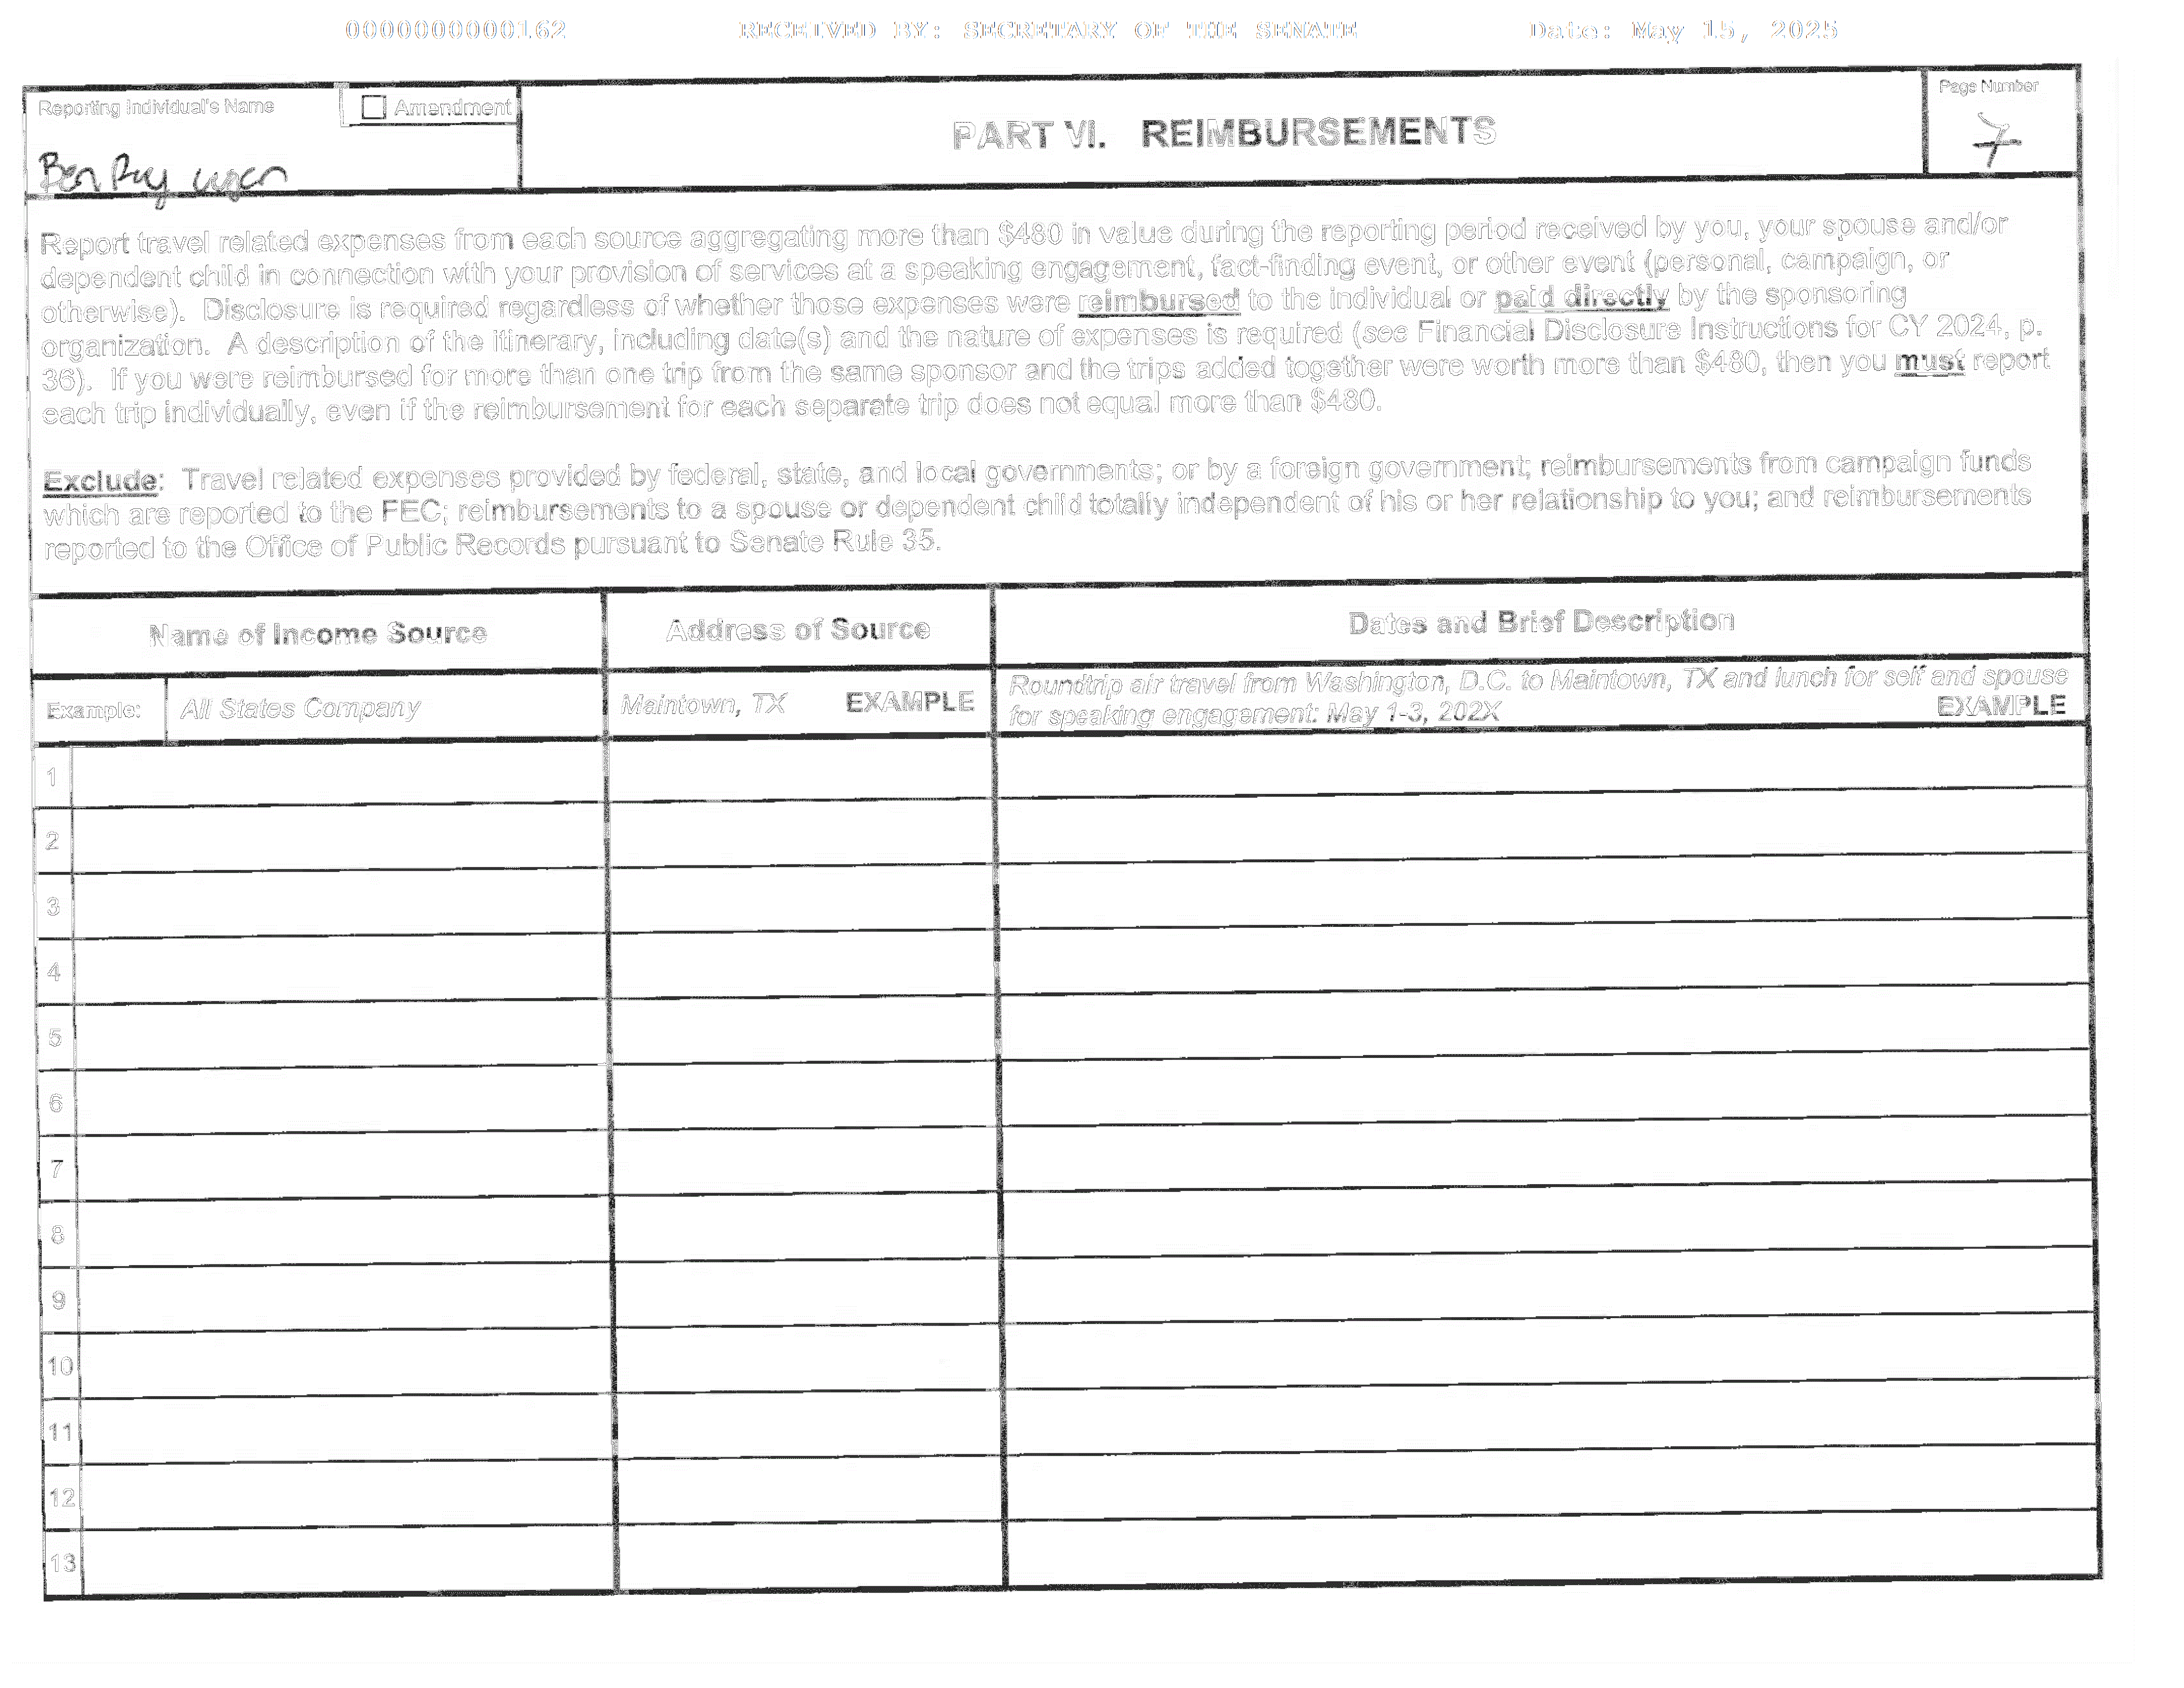 0000000000162 RECEIVED BY: SECRETARY OF THE SENATE Date: May 15, 2025
Reporting Individual's Name
Amendment
PART VI. REIMBURSEMENTS
Page Number
Ben Ray
7
Report travel related expenses from each source aggregating more than $480 in value during the reporting period received by you, your spouse and/or
dependent child in connection with your provision of services at a speaking engagement, fact-finding event, or other event (personal, campaign, or
otherwise). Disclosure is required regardless of whether those expenses were reimbursed to the individual or paid directly by the sponsoring
organization. A description of the itinerary, including date(s) and the nature of expenses is required (see Financial Disclosure Instructions for CY 2024, p.
36). If you were reimbursed for more than one trip from the same sponsor and the trips added together were worth more than $480, then you must report
each trip individually, even if the reimbursement for each separate trip does not equal more than $480.
Exclude: Travel related expenses provided by federal, state, and local governments; or by a foreign government; reimbursements from campaign funds
which are reported to the FEC; reimbursements to a spouse or dependent child totally independent of his or her relationship to you; and reimbursements
reported to the Office of Public Records pursuant to Senate Rule 35.
Name of Income Source Address of Source Dates and Brief Description
Example: All States Company Maintown, TX EXAMPLE Roundtrip air travel from Washington, D.C. to Maintown, TX and lunch for self and spouse
for speaking engagement: May 1-3, 202X EXAMPLE
1
2
3
4
5
6
7
8
9
10
11
12
13